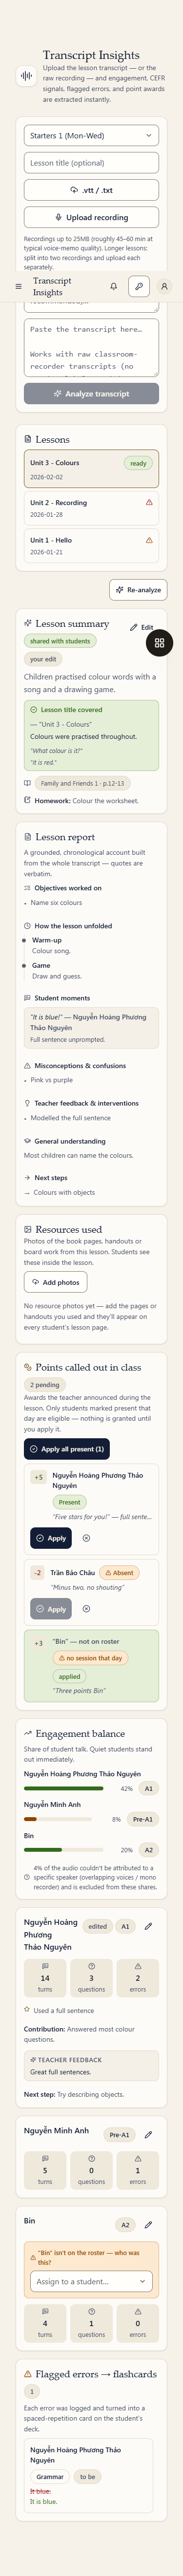 Transcript Insights
Upload the lesson transcript — or the
raw recording — and engagement, CEFR
signals, flagged errors, and point awards
are extracted instantly.
Starters 1 (Mon-Wed)
Lesson title (optional)
.vtt / .txt
Upload recording
Recordings up to 25MB (roughly 45–60 min at
typical voice-memo quality). Longer lessons:
split into two recordings and upload each
separately.
Transcript
Insights
Paste the transcript here…
Works with raw classroom-
recorder transcripts (no
Analyze transcript
Lessons
Unit 3 - Colours
ready
2026-02-02
Unit 2 - Recording
2026-01-28
Unit 1 - Hello
2026-01-21
Re-analyze
Lesson summary
Edit
shared with students
your edit
Children practised colour words with a
song and a drawing game.
Lesson title covered
— "Unit 3 - Colours"
Colours were practised throughout.
"What colour is it?"
"It is red."
Family and Friends 1 · p.12-13
Homework: Colour the worksheet.
Lesson report
A grounded, chronological account built
from the whole transcript — quotes are
verbatim.
Objectives worked on
• Name six colours
How the lesson unfolded
Warm-up
Colour song.
Game
Draw and guess.
Student moments
"It is blue!" — Nguyễn Hoàng Phương
Thảo Nguyên
Full sentence unprompted.
Misconceptions & confusions
• Pink vs purple
Teacher feedback & interventions
• Modelled the full sentence
General understanding
Most children can name the colours.
Next steps
→ Colours with objects
Resources used
Photos of the book pages, handouts or
board work from this lesson. Students see
these inside the lesson.
Add photos
No resource photos yet — add the pages or
handouts you used and they'll appear on
every student's lesson page.
Points called out in class
2 pending
Awards the teacher announced during the
lesson. Only students marked present that
day are eligible — nothing is granted until
you apply it.
Apply all present (1)
+5
Nguyễn Hoàng Phương Thảo
Nguyên
Present
"Five stars for you!" — full sente…
Apply
-2
Trần Bảo Châu
Absent
"Minus two, no shouting"
Apply
+3
"Bin" — not on roster
no session that day
applied
"Three points Bin"
Engagement balance
Share of student talk. Quiet students stand
out immediately.
Nguyễn Hoàng Phương Thảo Nguyên
42%
A1
Nguyễn Minh Anh
8%
Pre-A1
Bin
20%
A2
4% of the audio couldn't be attributed to a
specific speaker (overlapping voices / mono
recorder) and is excluded from these shares.
Nguyễn Hoàng
Phương
Thảo Nguyên
edited
A1
14
turns
3
questions
2
errors
Used a full sentence
Contribution: Answered most colour
questions.
TEACHER FEEDBACK
Great full sentences.
Next step: Try describing objects.
Nguyễn Minh Anh
Pre-A1
5
turns
0
questions
1
errors
Bin
A2
"Bin" isn't on the roster — who was
this?
Assign to a student…
4
turns
1
questions
0
errors
Flagged errors → flashcards
1
Each error was logged and turned into a
spaced-repetition card on the student's
deck.
Nguyễn Hoàng Phương Thảo
Nguyên
Grammar
to be
It blue.
It is blue.